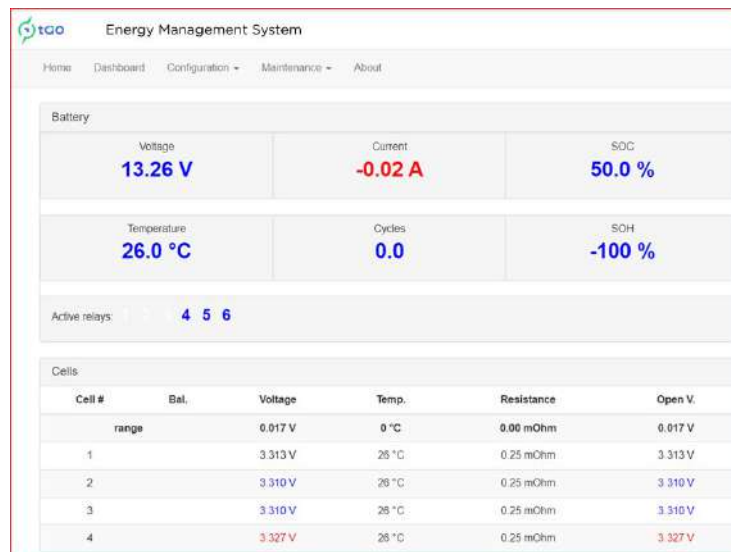 tGO Energy Management System
Home Dashboard Configuration Maintenance About
Battery
Voltage Current SOC
13.26 V -0.02 A 50.0 %
Temperature Cycles SOH
26.0 °C 0.0 -100 %
Active relays: 4 5 6
Cells
Cell # Bal. Voltage Temp. Resistance Open V.
range 0.017 V 0 °C 0.00 mOhm 0.017 V
1 3.313 V 26 °C 0.25 mOhm 3.313 V
2 3.310 V 26 °C 0.25 mOhm 3.310 V
3 3.310 V 26 °C 0.25 mOhm 3.310 V
4 3.327 V 26 °C 0.25 mOhm 3.327 V